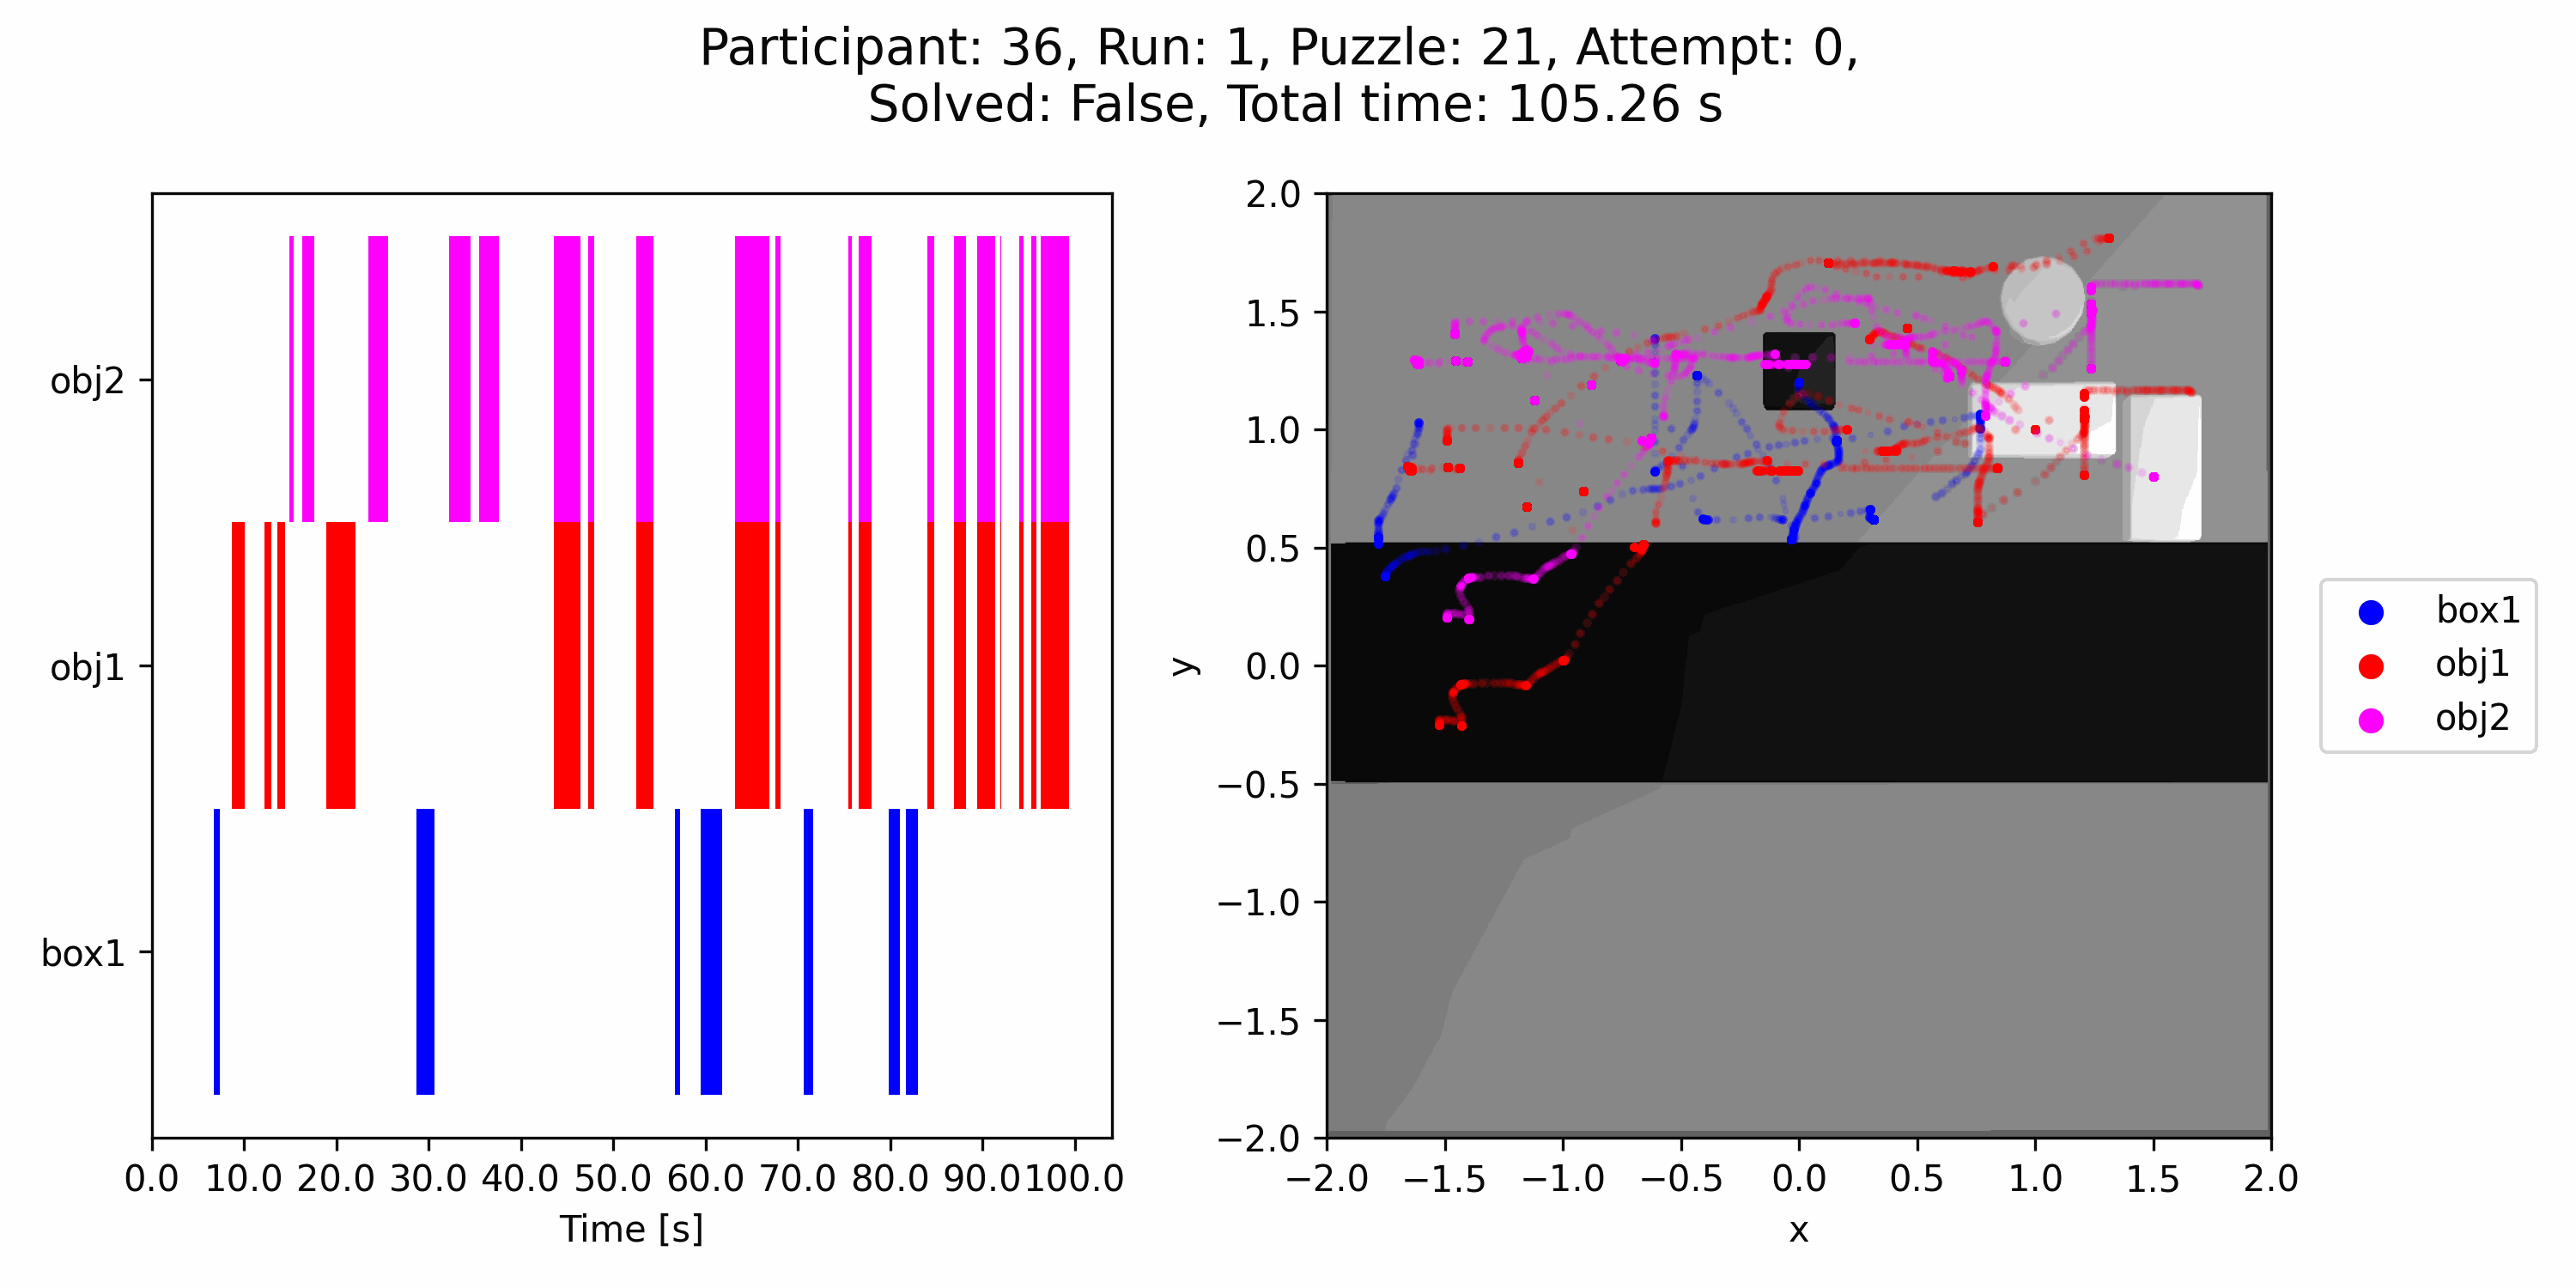 Participant: 36, Run: 1, Puzzle: 21, Attempt: 0,
Solved: False, Total time: 105.26 s
obj2
obj1
box1
0.0 10.0 20.0 30.0 40.0 50.0 60.0 70.0 80.0 90.0 100.0
Time [s]
2.0
1.5
1.0
0.5
0.0
−0.5
−1.0
−1.5
−2.0
y
−2.0 −1.5 −1.0 −0.5 0.0 0.5 1.0 1.5 2.0
x
box1
obj1
obj2